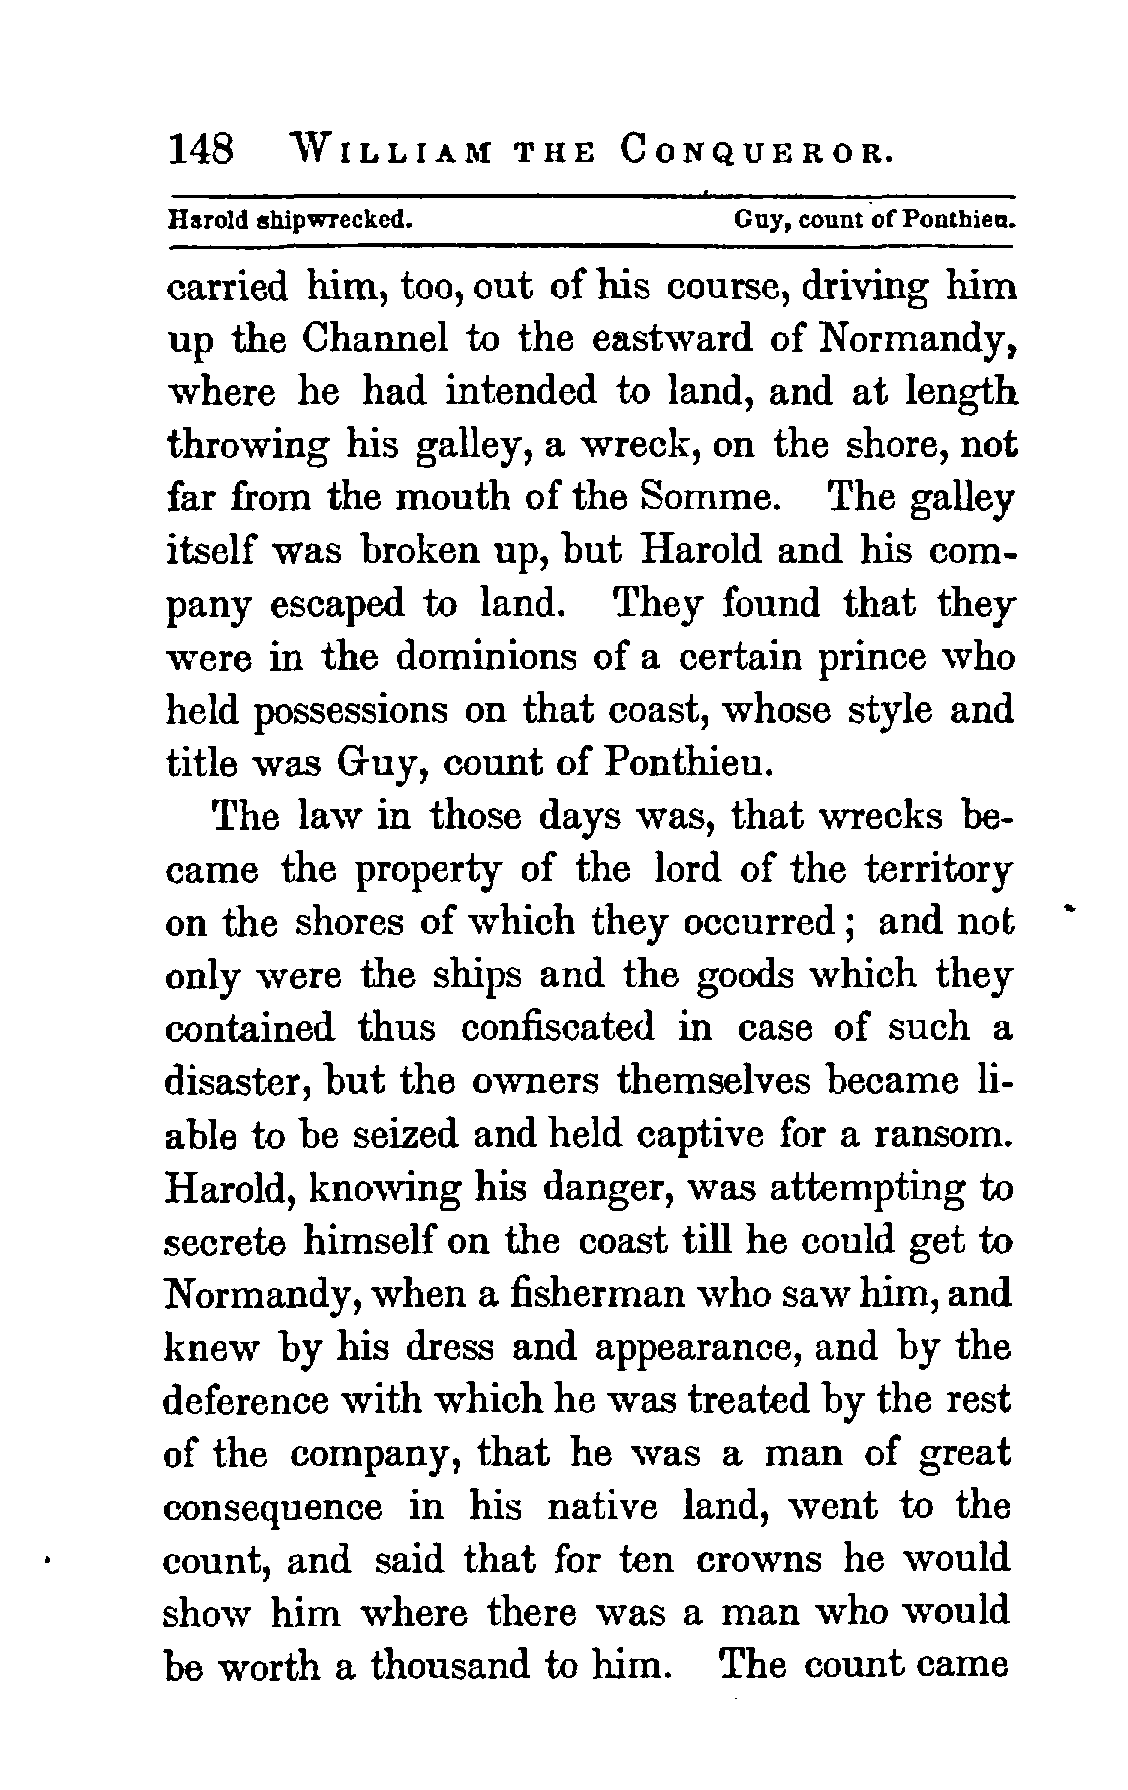 148 WILLIAM THE CONQUEROR.
Harold shipwrecked. Guy, count of Ponthieu.
carried him, too, out of his course, driving him
up the Channel to the eastward of Normandy,
where he had intended to land, and at length
throwing his galley, a wreck, on the shore, not
far from the mouth of the Somme. The galley
itself was broken up, but Harold and his com-
pany escaped to land. They found that they
were in the dominions of a certain prince who
held possessions on that coast, whose style and
title was Guy, count of Ponthieu.
The law in those days was, that wrecks be-
came the property of the lord of the territory
on the shores of which they occurred; and not
only were the ships and the goods which they
contained thus confiscated in case of such a
disaster, but the owners themselves became li-
able to be seized and held captive for a ransom.
Harold, knowing his danger, was attempting to
secrete himself on the coast till he could get to
Normandy, when a fisherman who saw him, and
knew by his dress and appearance, and by the
deference with which he was treated by the rest
of the company, that he was a man of great
consequence in his native land, went to the
count, and said that for ten crowns he would
show him where there was a man who would
be worth a thousand to him. The count came